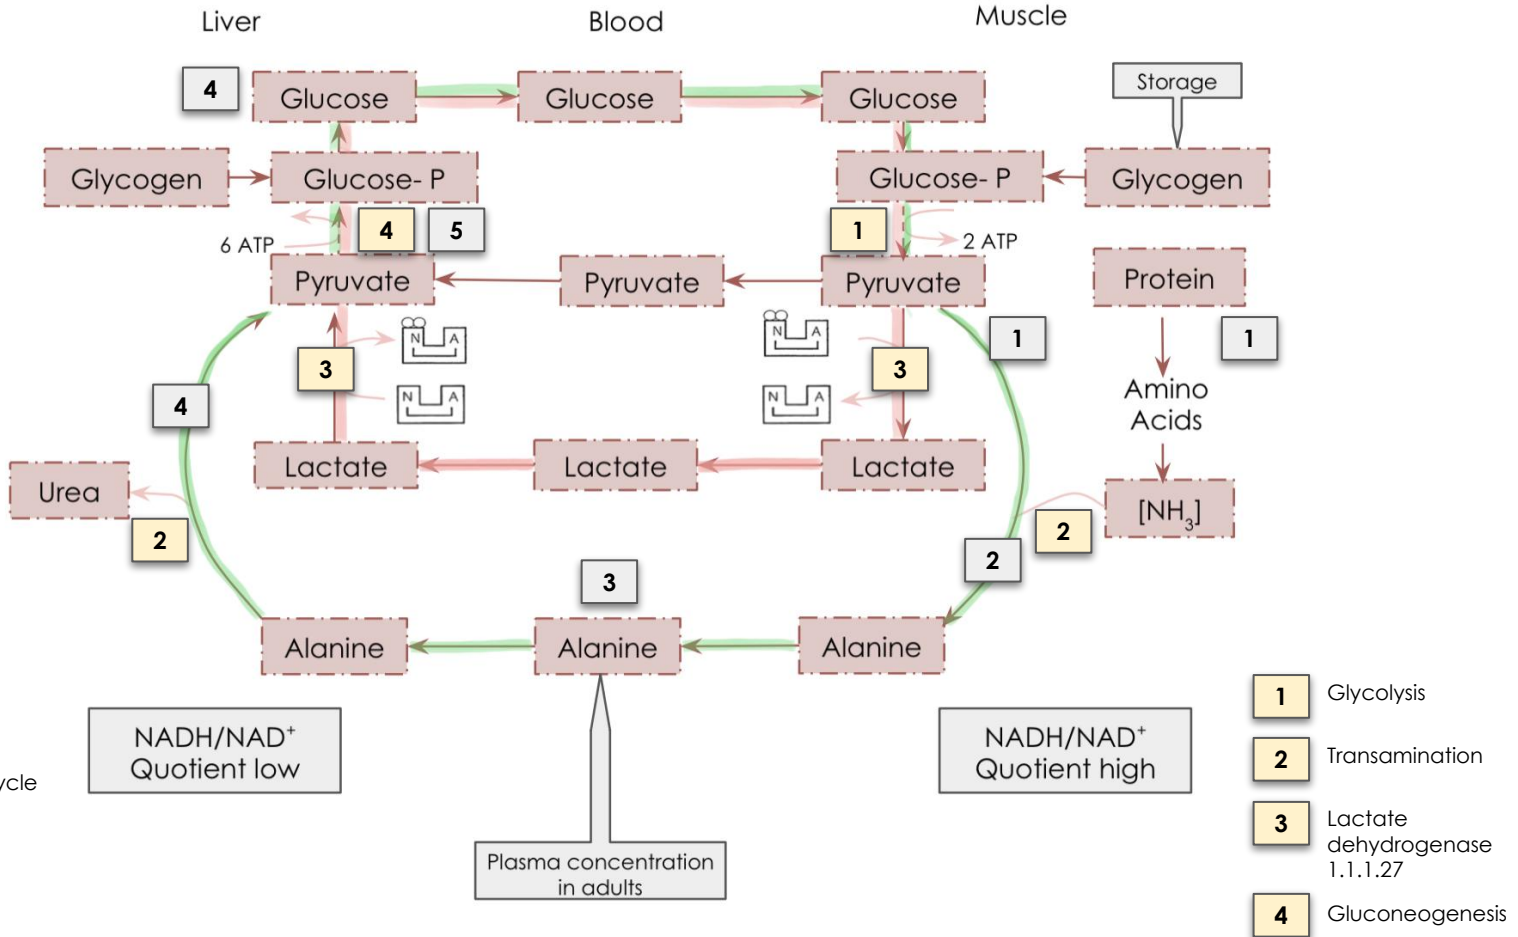 Liver
Blood
Muscle
4
Glucose
Glucose
Glucose
Storage
Glycogen
Glucose- P
Glucose- P
Glycogen
4
5
1
6 ATP
2 ATP
Pyruvate
Pyruvate
Pyruvate
Protein
N A
N A
1
1
3
3
4
N A
N A
Amino
Acids
Lactate
Lactate
Lactate
Urea
[NH3]
2
2
2
3
Alanine
Alanine
Alanine
NADH/NAD+
Quotient low
NADH/NAD+
Quotient high
ycle
Plasma concentration
in adults
1 Glycolysis
2 Transamination
3 Lactate
dehydrogenase
1.1.1.27
4 Gluconeogenesis